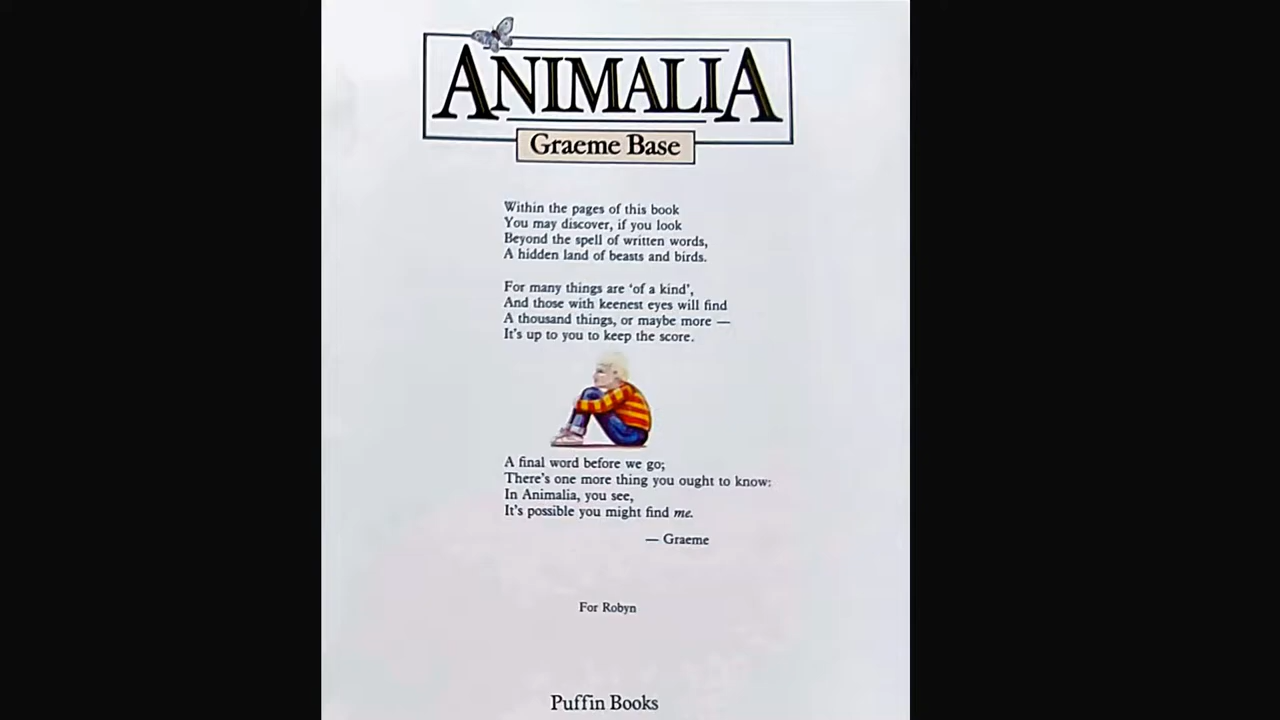 ANIMALIA
Graeme Base
Within the pages of this book
You may discover, if you look
Beyond the spell of written words,
A hidden land of beasts and birds.
For many things are ‘of a kind’,
And those with keenest eyes will find
A thousand things, or maybe more —
It's up to you to keep the score.
A final word before we go;
There's one more thing you ought to know:
In Animalia, you see,
It's possible you might find me.
— Graeme
For Robyn
Puffin Books